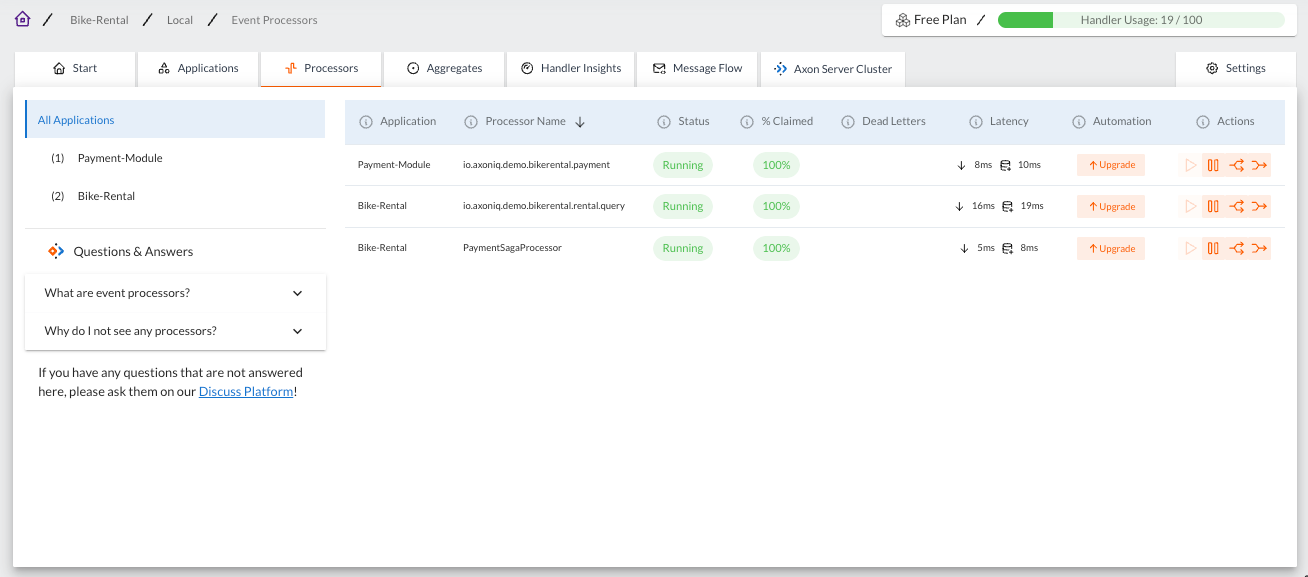 Bike-Rental / Local / Event Processors
Free Plan / Handler Usage: 19 / 100
Start Applications Processors Aggregates Handler Insights Message Flow Axon Server Cluster Settings
All Applications
(1) Payment-Module
(2) Bike-Rental
Questions & Answers
What are event processors?
Why do I not see any processors?
If you have any questions that are not answered
here, please ask them on our Discuss Platform!
Application Processor Name Status % Claimed Dead Letters Latency Automation Actions
Payment-Module io.axoniq.demo.bikerental.payment Running 100% 8ms 10ms Upgrade
Bike-Rental io.axoniq.demo.bikerental.rental.query Running 100% 16ms 19ms Upgrade
Bike-Rental PaymentSagaProcessor Running 100% 5ms 8ms Upgrade